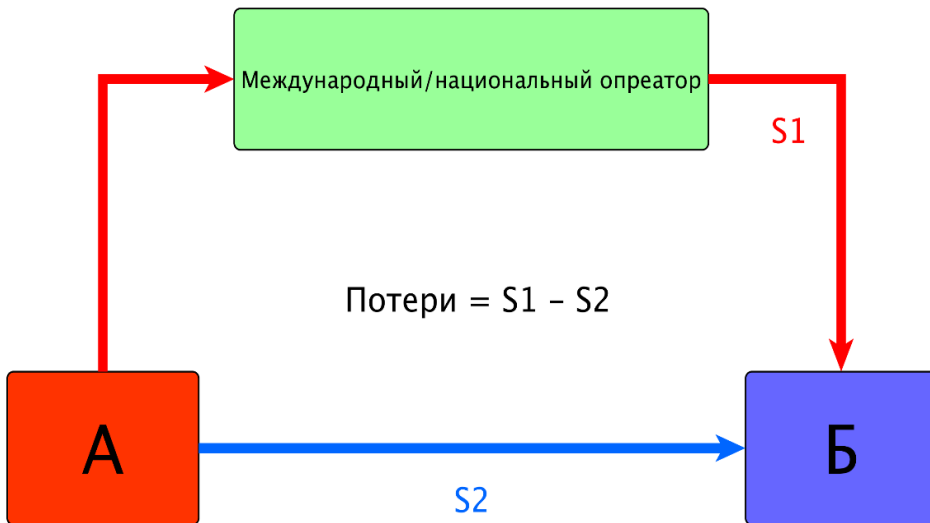 Международный/национальный опреатор
S1
Потери = S1 – S2
А
Б
S2